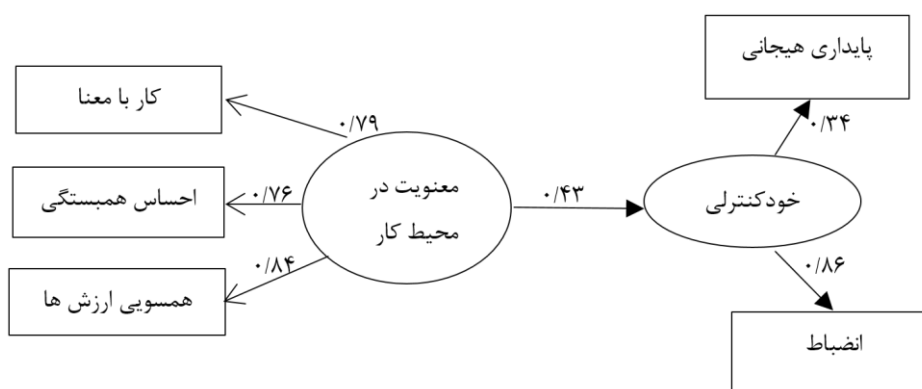 پایداری هیجانی
کار با معنا
۰/۷۹
۰/۳۴
احساس همبستگی
۰/۷۶
معنویت در
محیط کار
۰/۴۳
خودکنترلی
همسویی ارزش ها
۰/۸۴
۰/۸۶
انضباط